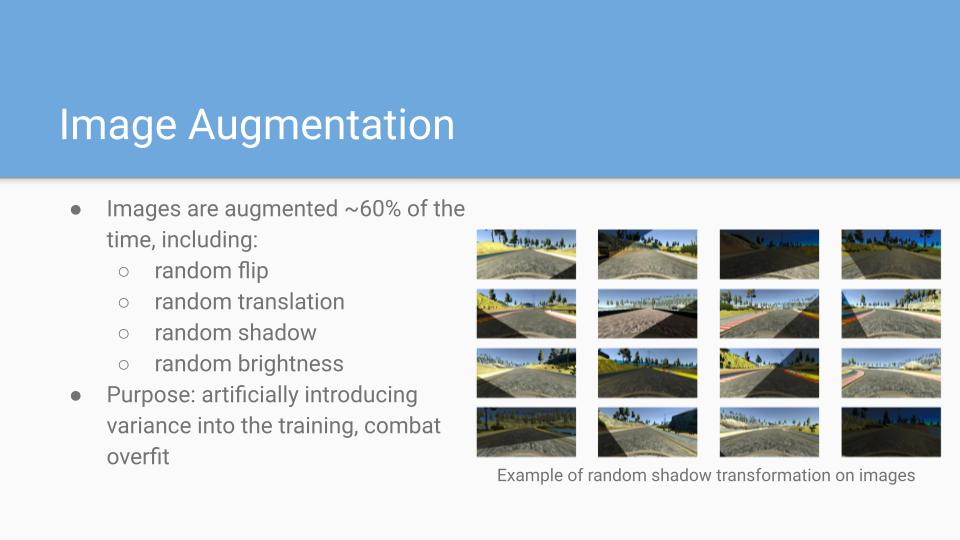 Image Augmentation
● Images are augmented ~60% of the
time, including:
○ random flip
○ random translation
○ random shadow
○ random brightness
● Purpose: artificially introducing
variance into the training, combat
overfit
Example of random shadow transformation on images